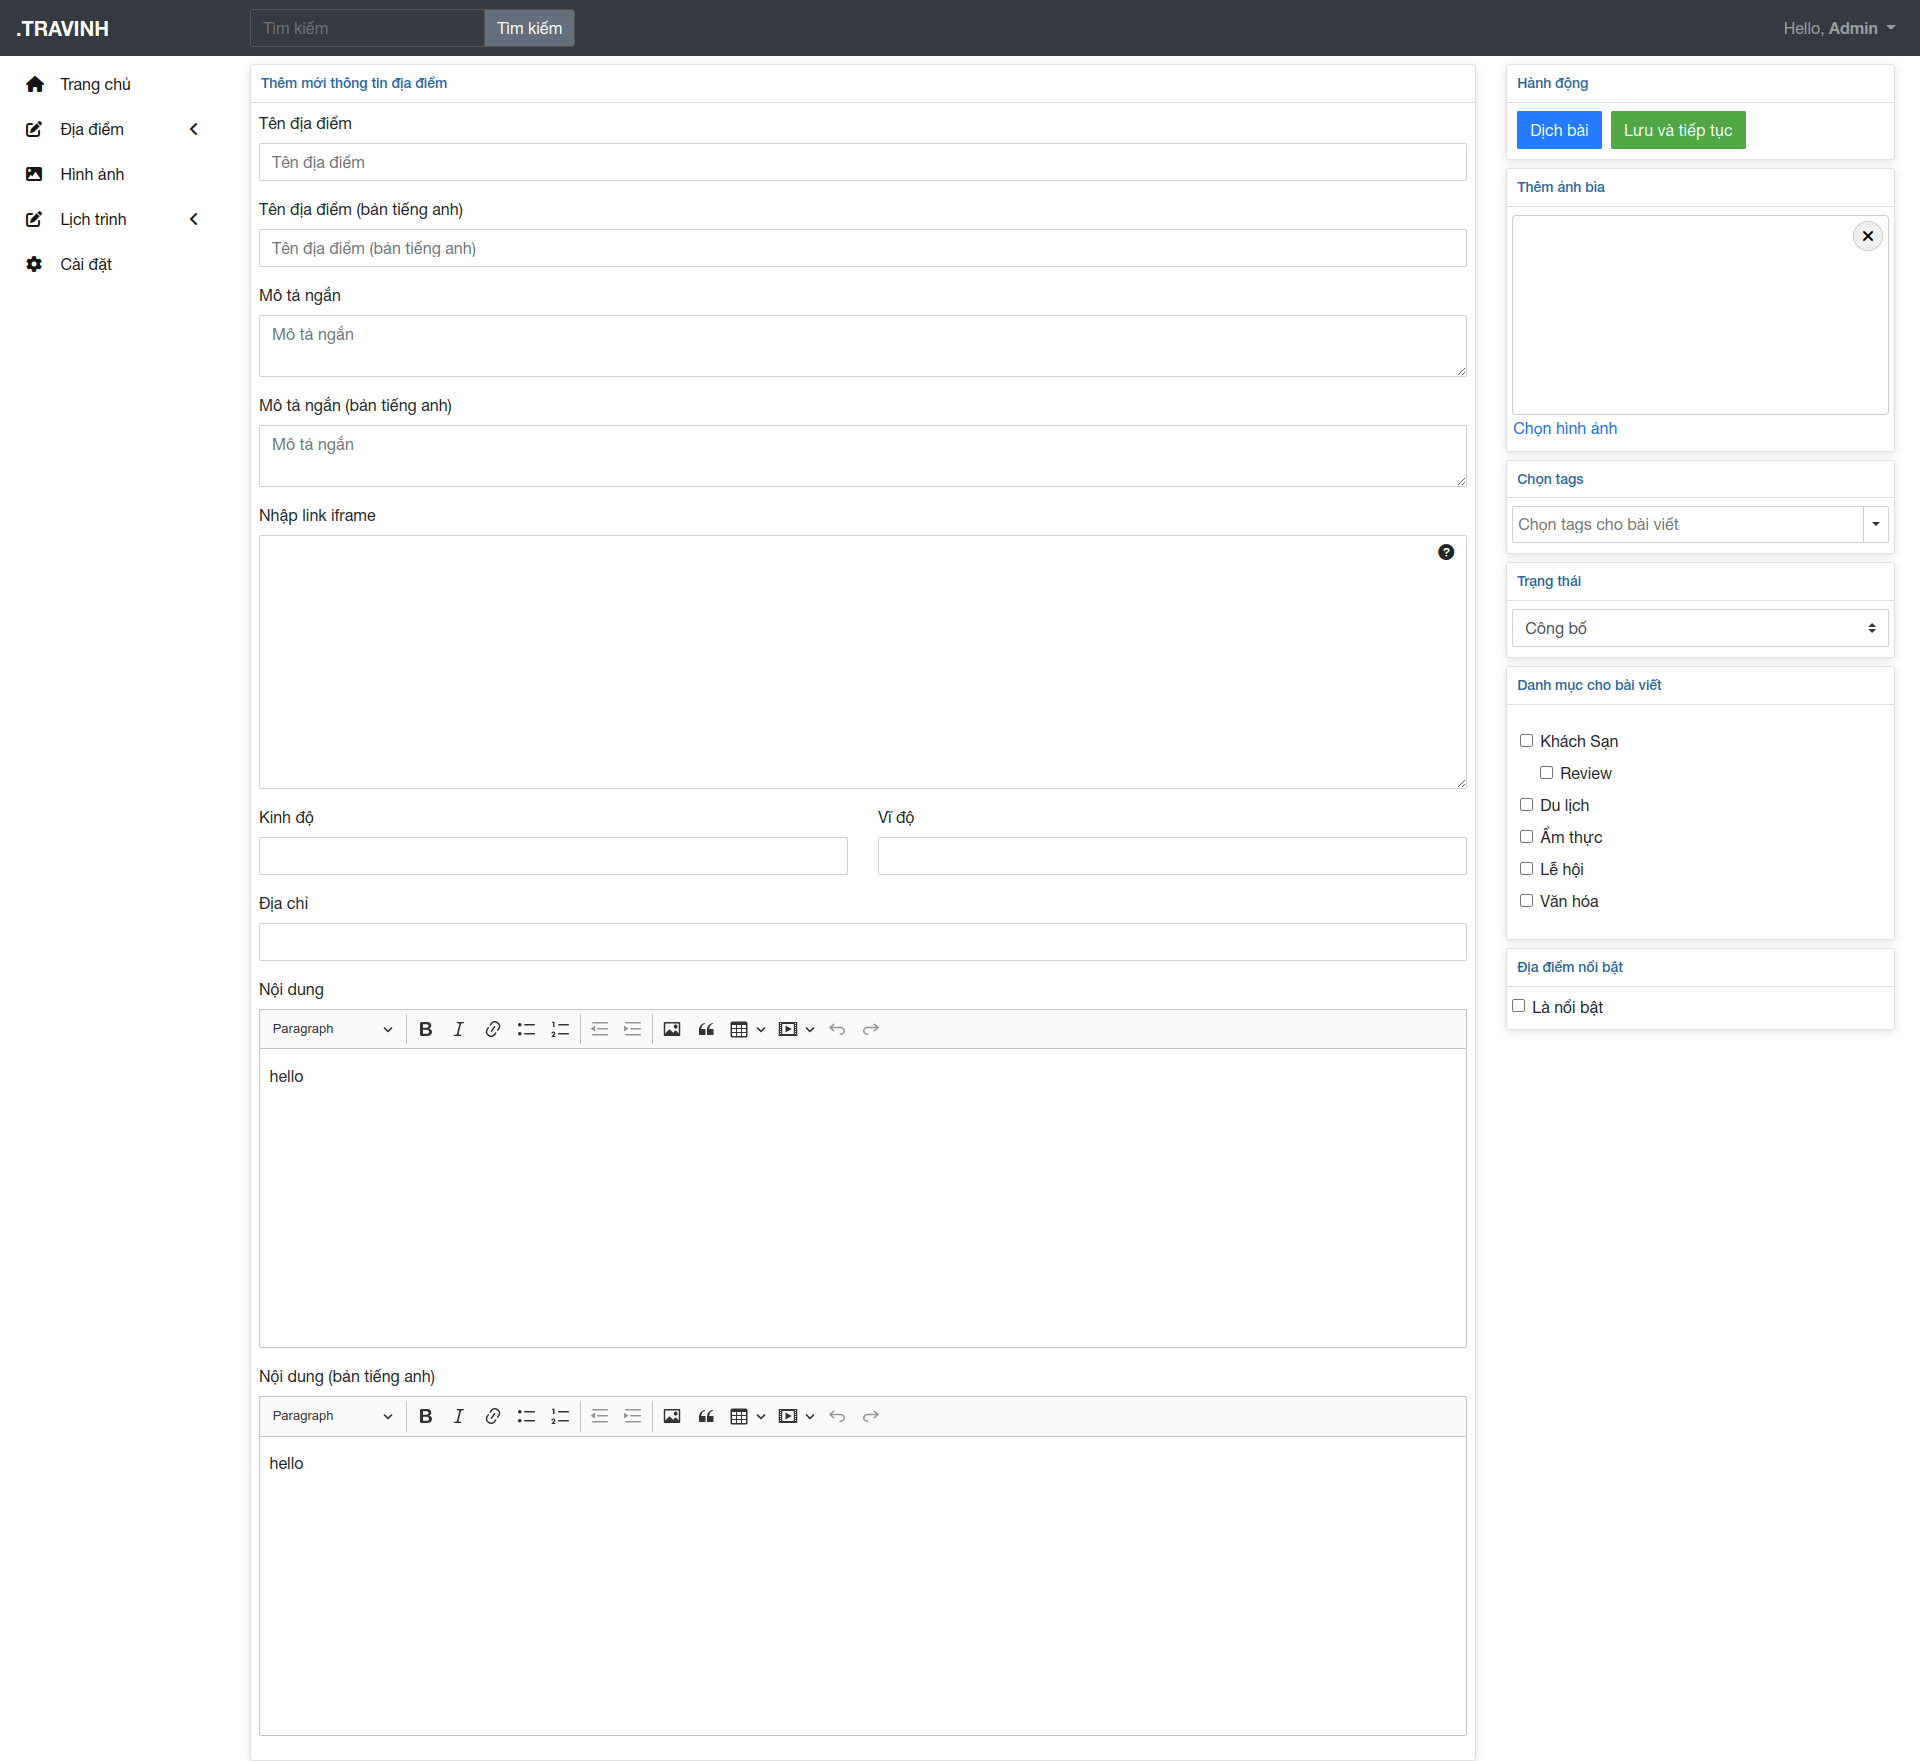 .TRAVINH
Tìm kiếm
Tìm kiếm
Hello, Admin
Trang chủ
Địa điểm
Hình ảnh
Lịch trình
Cài đặt
Thêm mới thông tin địa điểm
Tên địa điểm
Tên địa điểm
Tên địa điểm (bản tiếng anh)
Tên địa điểm (bản tiếng anh)
Mô tả ngắn
Mô tả ngắn
Mô tả ngắn (bản tiếng anh)
Mô tả ngắn
Nhập link iframe
Kinh độ
Vĩ độ
Địa chỉ
Nội dung
Paragraph
hello
Nội dung (bản tiếng anh)
Paragraph
hello
Hành động
Dịch bài
Lưu và tiếp tục
Thêm ảnh bìa
Chọn hình ảnh
Chọn tags
Chọn tags cho bài viết
Trạng thái
Công bố
Danh mục cho bài viết
Khách Sạn
Review
Du lịch
Ẩm thực
Lễ hội
Văn hóa
Địa điểm nổi bật
Là nổi bật